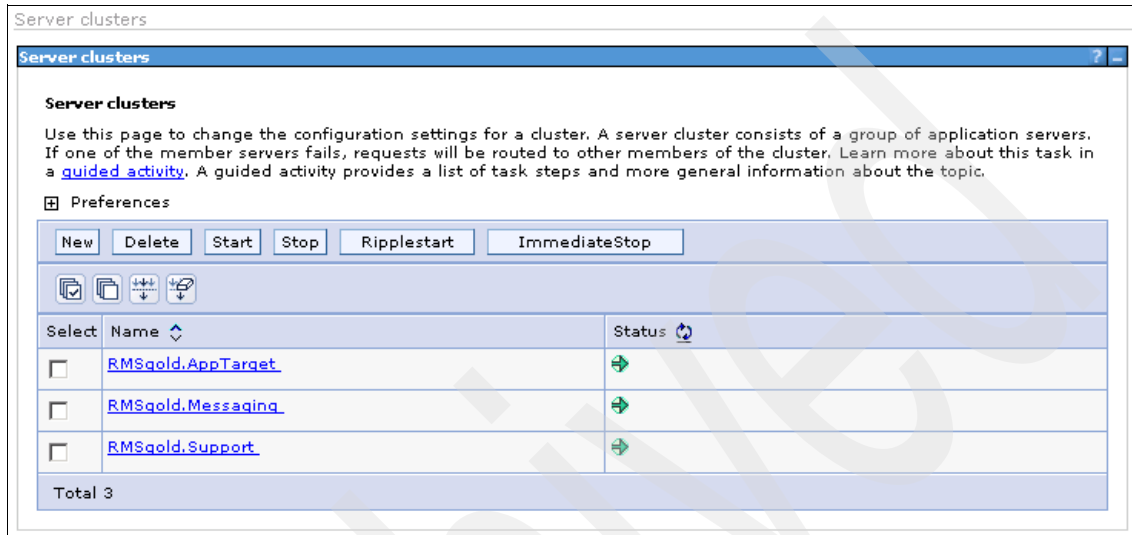 Server clusters
Server clusters
? -
Server clusters
Use this page to change the configuration settings for a cluster. A server cluster consists of a group of application servers.
If one of the member servers fails, requests will be routed to other members of the cluster. Learn more about this task in
a guided activity. A guided activity provides a list of task steps and more general information about the topic.
+ Preferences
New Delete Start Stop Ripplestart ImmediateStop
Select Name Status
RMSgold.AppTarget
RMSgold.Messaging
RMSgold.Support
Total 3